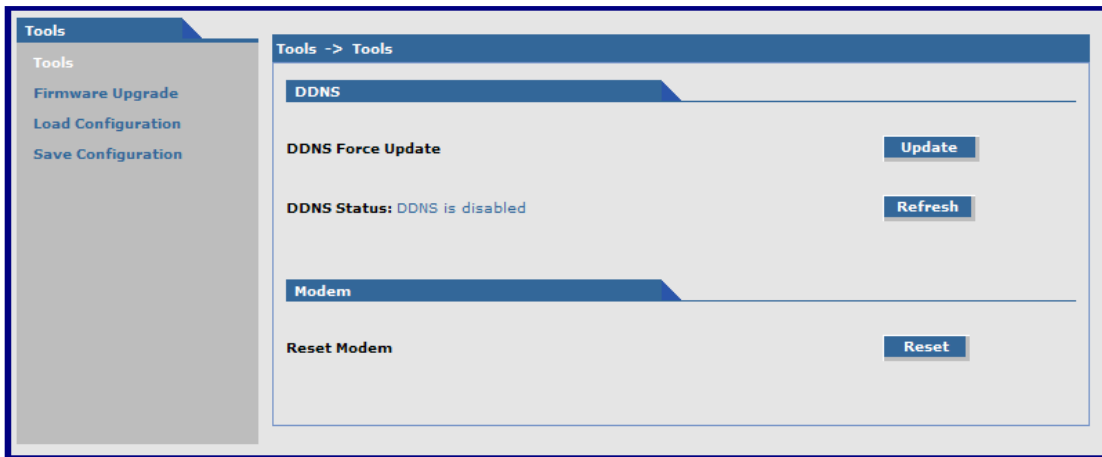 Tools
Tools
Firmware Upgrade
Load Configuration
Save Configuration
Tools -> Tools
DDNS
DDNS Force Update Update
DDNS Status: DDNS is disabled Refresh
Modem
Reset Modem Reset